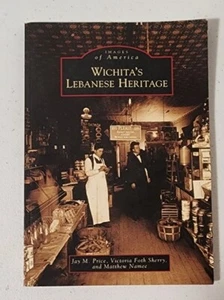 IMAGES
of America
WICHITA'S
LEBANESE HERITAGE
Jay M. Price, Victoria Foth Sherry,
and Matthew Namee